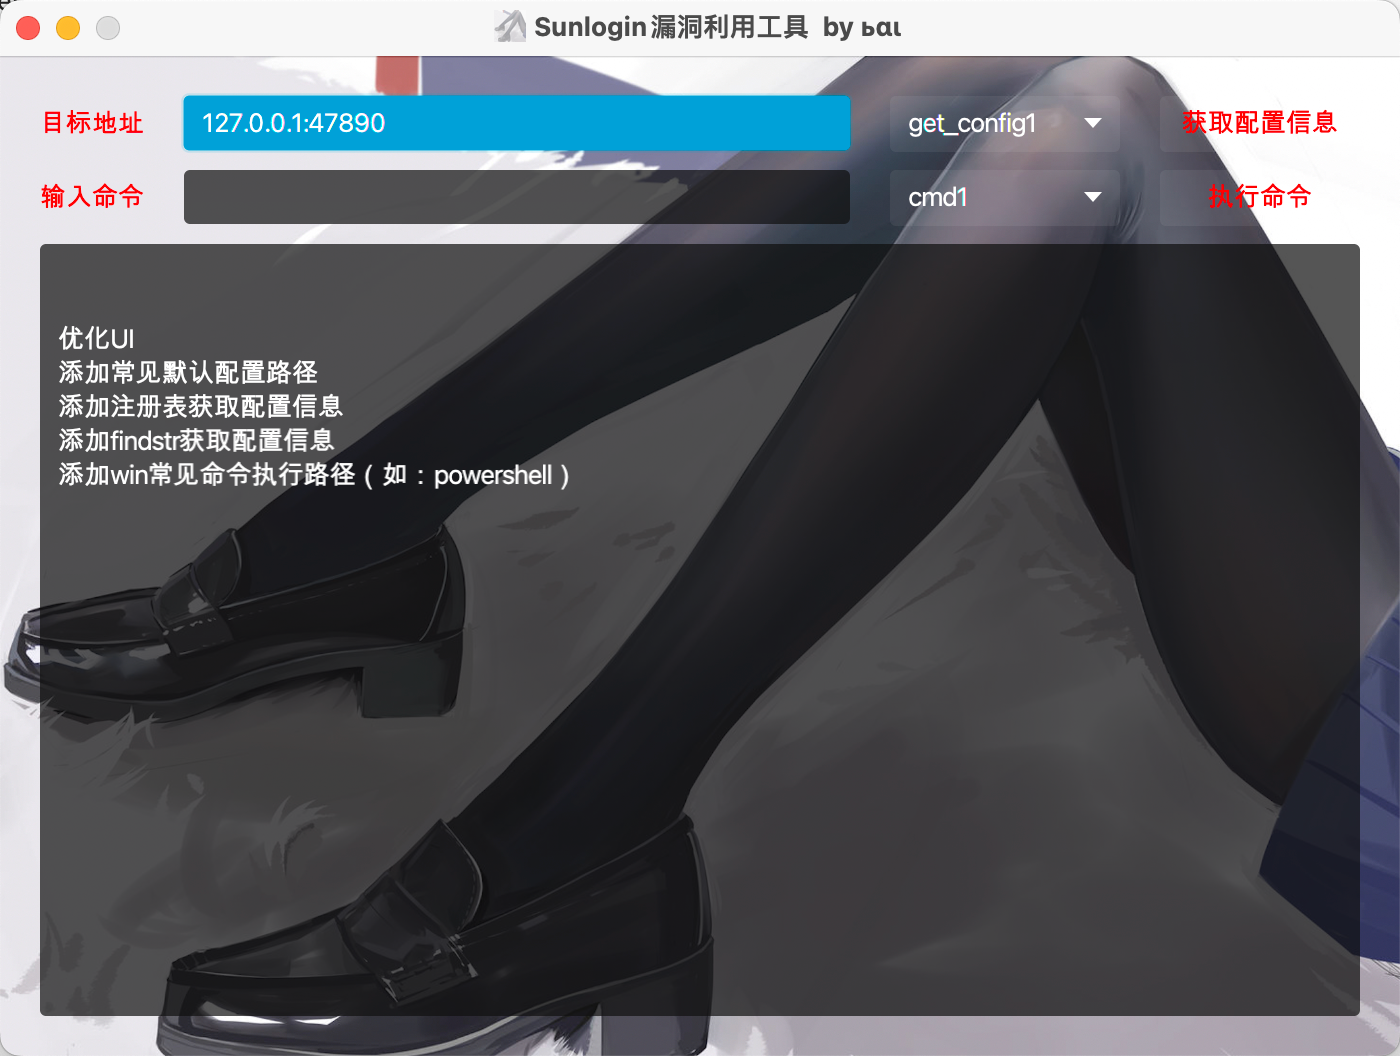 Sunlogin漏洞利用工具 by ьαι
目标地址 127.0.0.1:47890 get_config1 获取配置信息
输入命令 cmd1 执行命令
优化UI
添加常见默认配置路径
添加注册表获取配置信息
添加findstr获取配置信息
添加win常见命令执行路径（如：powershell）